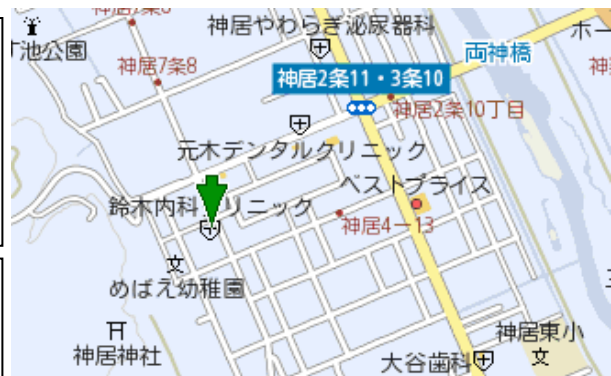 神居やわらぎ泌尿器科
池公園
神居7条8
両神橋
神居2条11・3条10
神居2条10丁目
元木デンタルクリニック
ベストプライス
鈴木内科クリニック
神居4ー13
めばえ幼稚園
神居神社
神居東小
大谷歯科